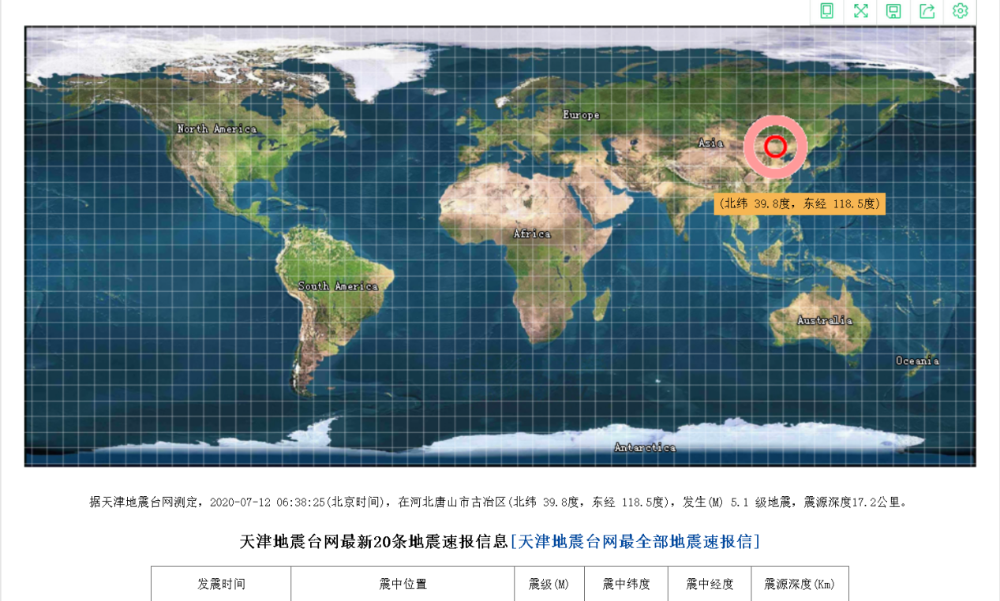 Europe
North America
Asia
(北纬 39.8度，东经 118.5度)
Africa
South America
Australia
Oceania
Antarctica
据天津地震台网测定，2020-07-12 06:38:25(北京时间)，在河北唐山市古冶区(北纬 39.8度，东经 118.5度)，发生(M) 5.1 级地震，震源深度17.2公里。
天津地震台网最新20条地震速报信息[天津地震台网最全部地震速报信]
发震时间 震中位置 震级(M) 震中纬度 震中经度 震源深度(Km)